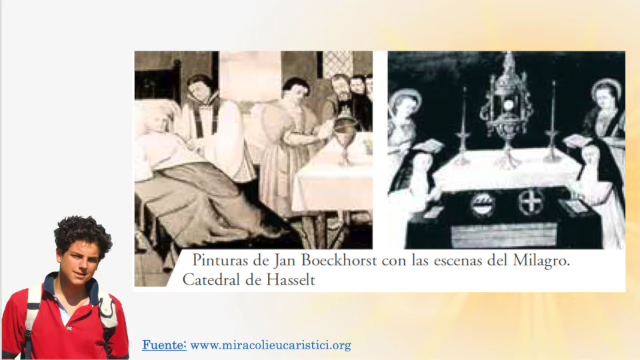 Pinturas de Jan Boeckhorst con las escenas del Milagro.
Catedral de Hasselt
Fuente: www.miracolieucaristici.org